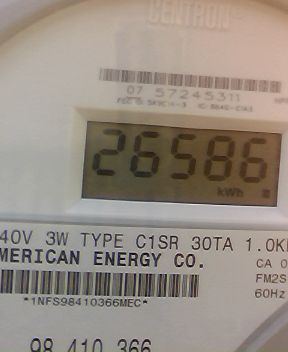 CENTRON
07 57245311
26586
kWh
40V 3W TYPE C1SR 30TA 1.0K
MERICAN ENERGY CO.
CA 0
FM2S
*1NFS98410366MEC*
60Hz
98 410 366